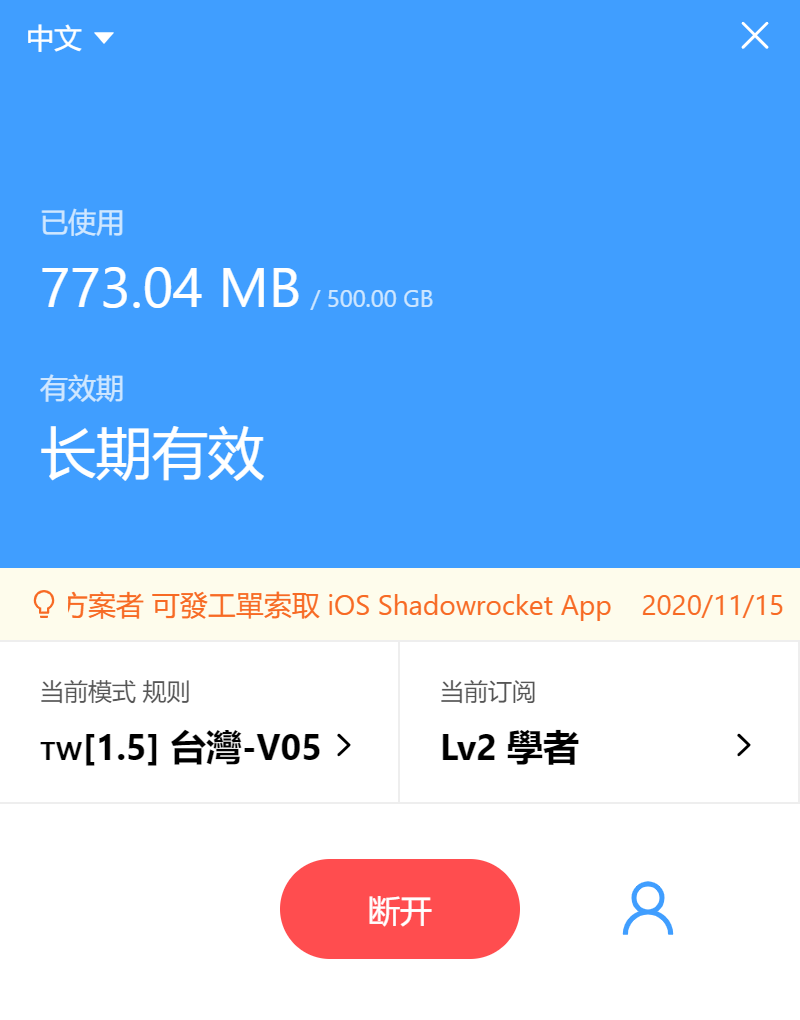 中文
已使用
773.04 MB / 500.00 GB
有效期
长期有效
方案者 可發工單索取 iOS Shadowrocket App 2020/11/15
当前模式 规则
TW[1.5] 台灣-V05
当前订阅
Lv2 學者
断开